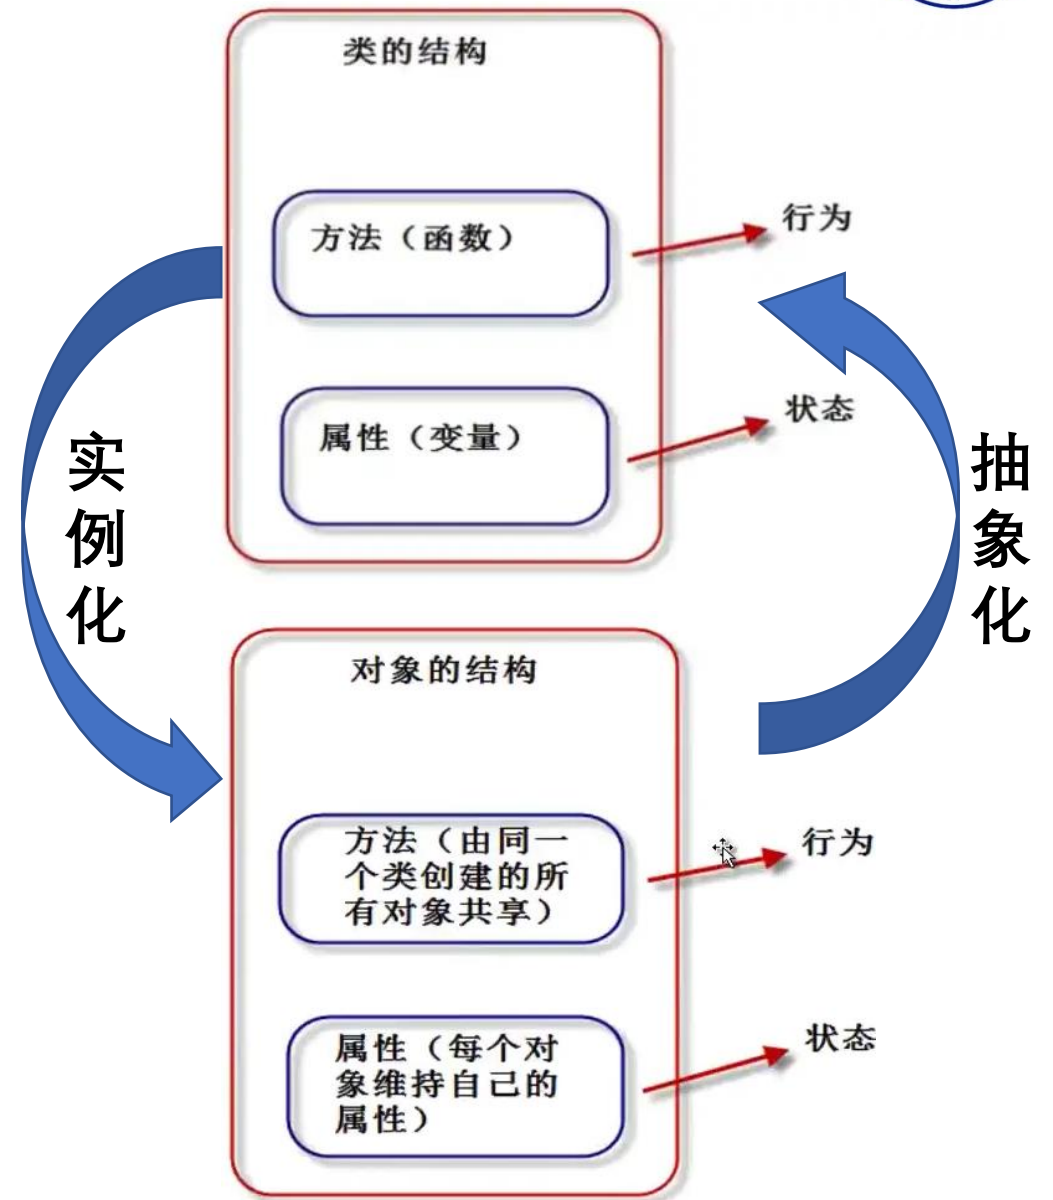 类的结构
方法（函数）
行为
属性（变量）
状态
实
例
化
抽
象
化
对象的结构
方法（由同一
个类创建的所
有对象共享）
行为
属性（每个对
象维持自己的
属性）
状态